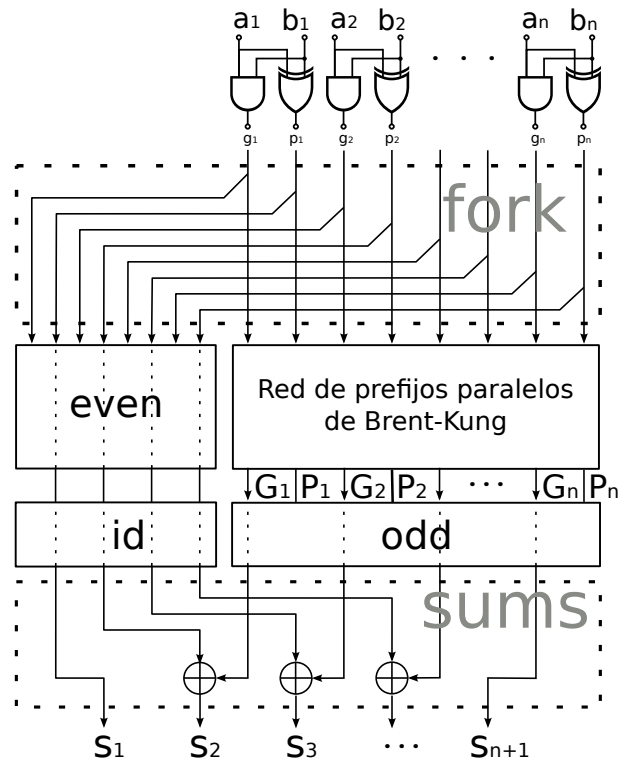 a1 b1 a2 b2 . . . an bn
g1 p1 g2 p2 gn pn
fork
even
Red de prefijos paralelos
de Brent-Kung
G1 P1 G2 P2 ... Gn Pn
id
odd
sums
S1 S2 S3 ... Sn+1